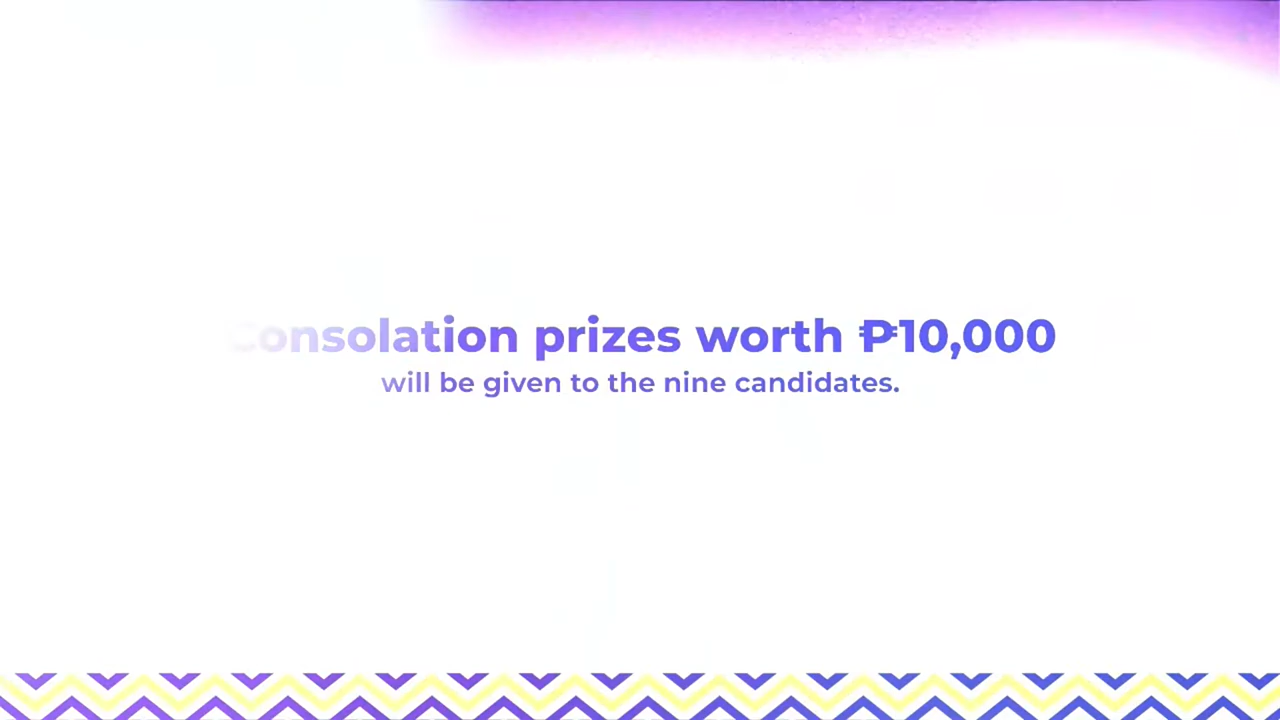 Consolation prizes worth ₱10,000
will be given to the nine candidates.